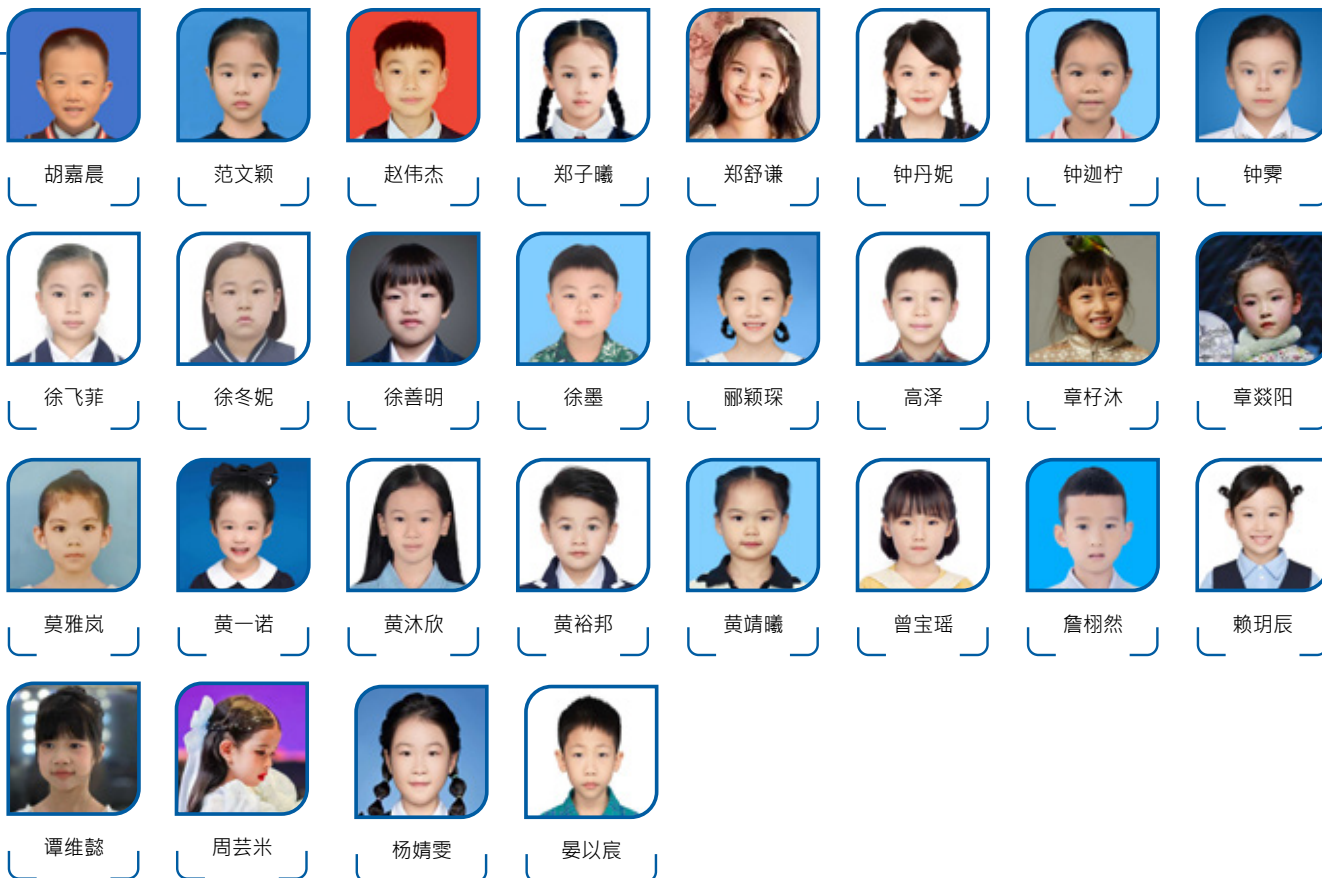 胡嘉晨 范文颖 赵伟杰 郑子曦 郑舒谦 钟丹妮 钟迦柠 钟霁
徐飞菲 徐冬妮 徐善明 徐墨 郦颖琛 高泽 章杍沐 章燚阳
莫雅岚 黄一诺 黄沐欣 黄裕邦 黄靖曦 曾宝瑶 詹栩然 赖玥辰
谭维懿 周芸米 杨婧雯 晏以宸